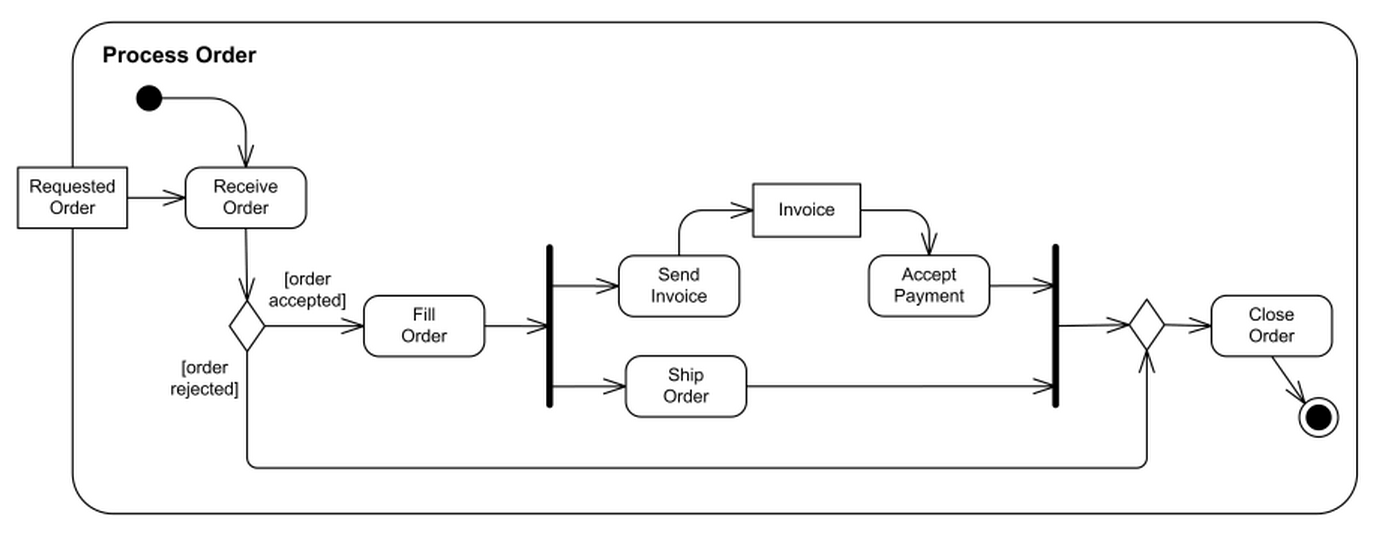 Process Order
Requested
Order
Receive
Order
[order
accepted]
[order
rejected]
Fill
Order
Send
Invoice
Invoice
Accept
Payment
Ship
Order
Close
Order